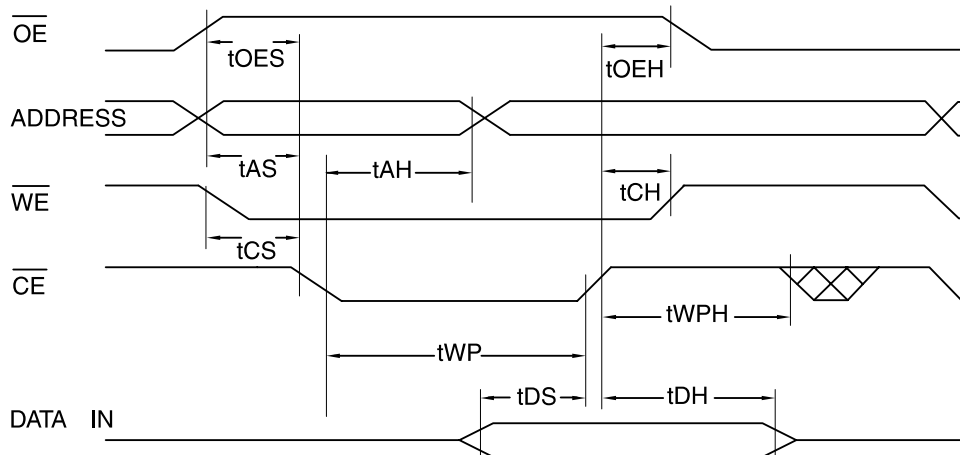 OE
tOES
tOEH
ADDRESS
tAS
tAH
WE
tCH
tCS
CE
tWPH
tWP
tDS
tDH
DATA IN